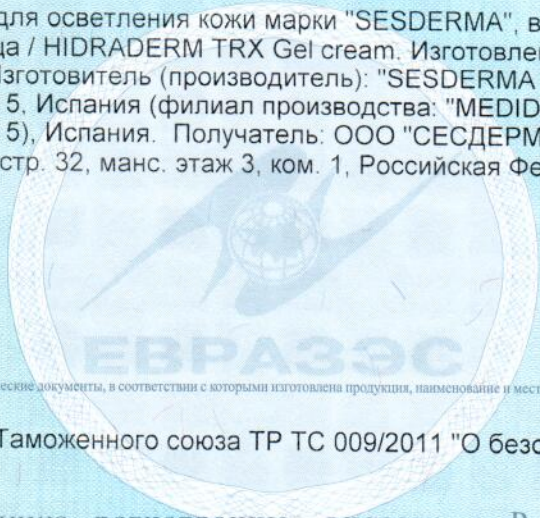 для осветления кожи марки "SESDERMA", в
ца / HIDRADERM TRX Gel cream. Изготовле
Изготовитель (производитель): "SESDERMA
5, Испания (филиал производства: "MEDID
5), Испания. Получатель: ООО "СЕСДЕРМ
стр. 32, манс. этаж 3, ком. 1, Российская Фе
ЕВРАЗЭС
еские документы, в соответствии с которыми изготовлена продукция, наименование и мест
Таможенного союза ТР ТС 009/2011 "О безо